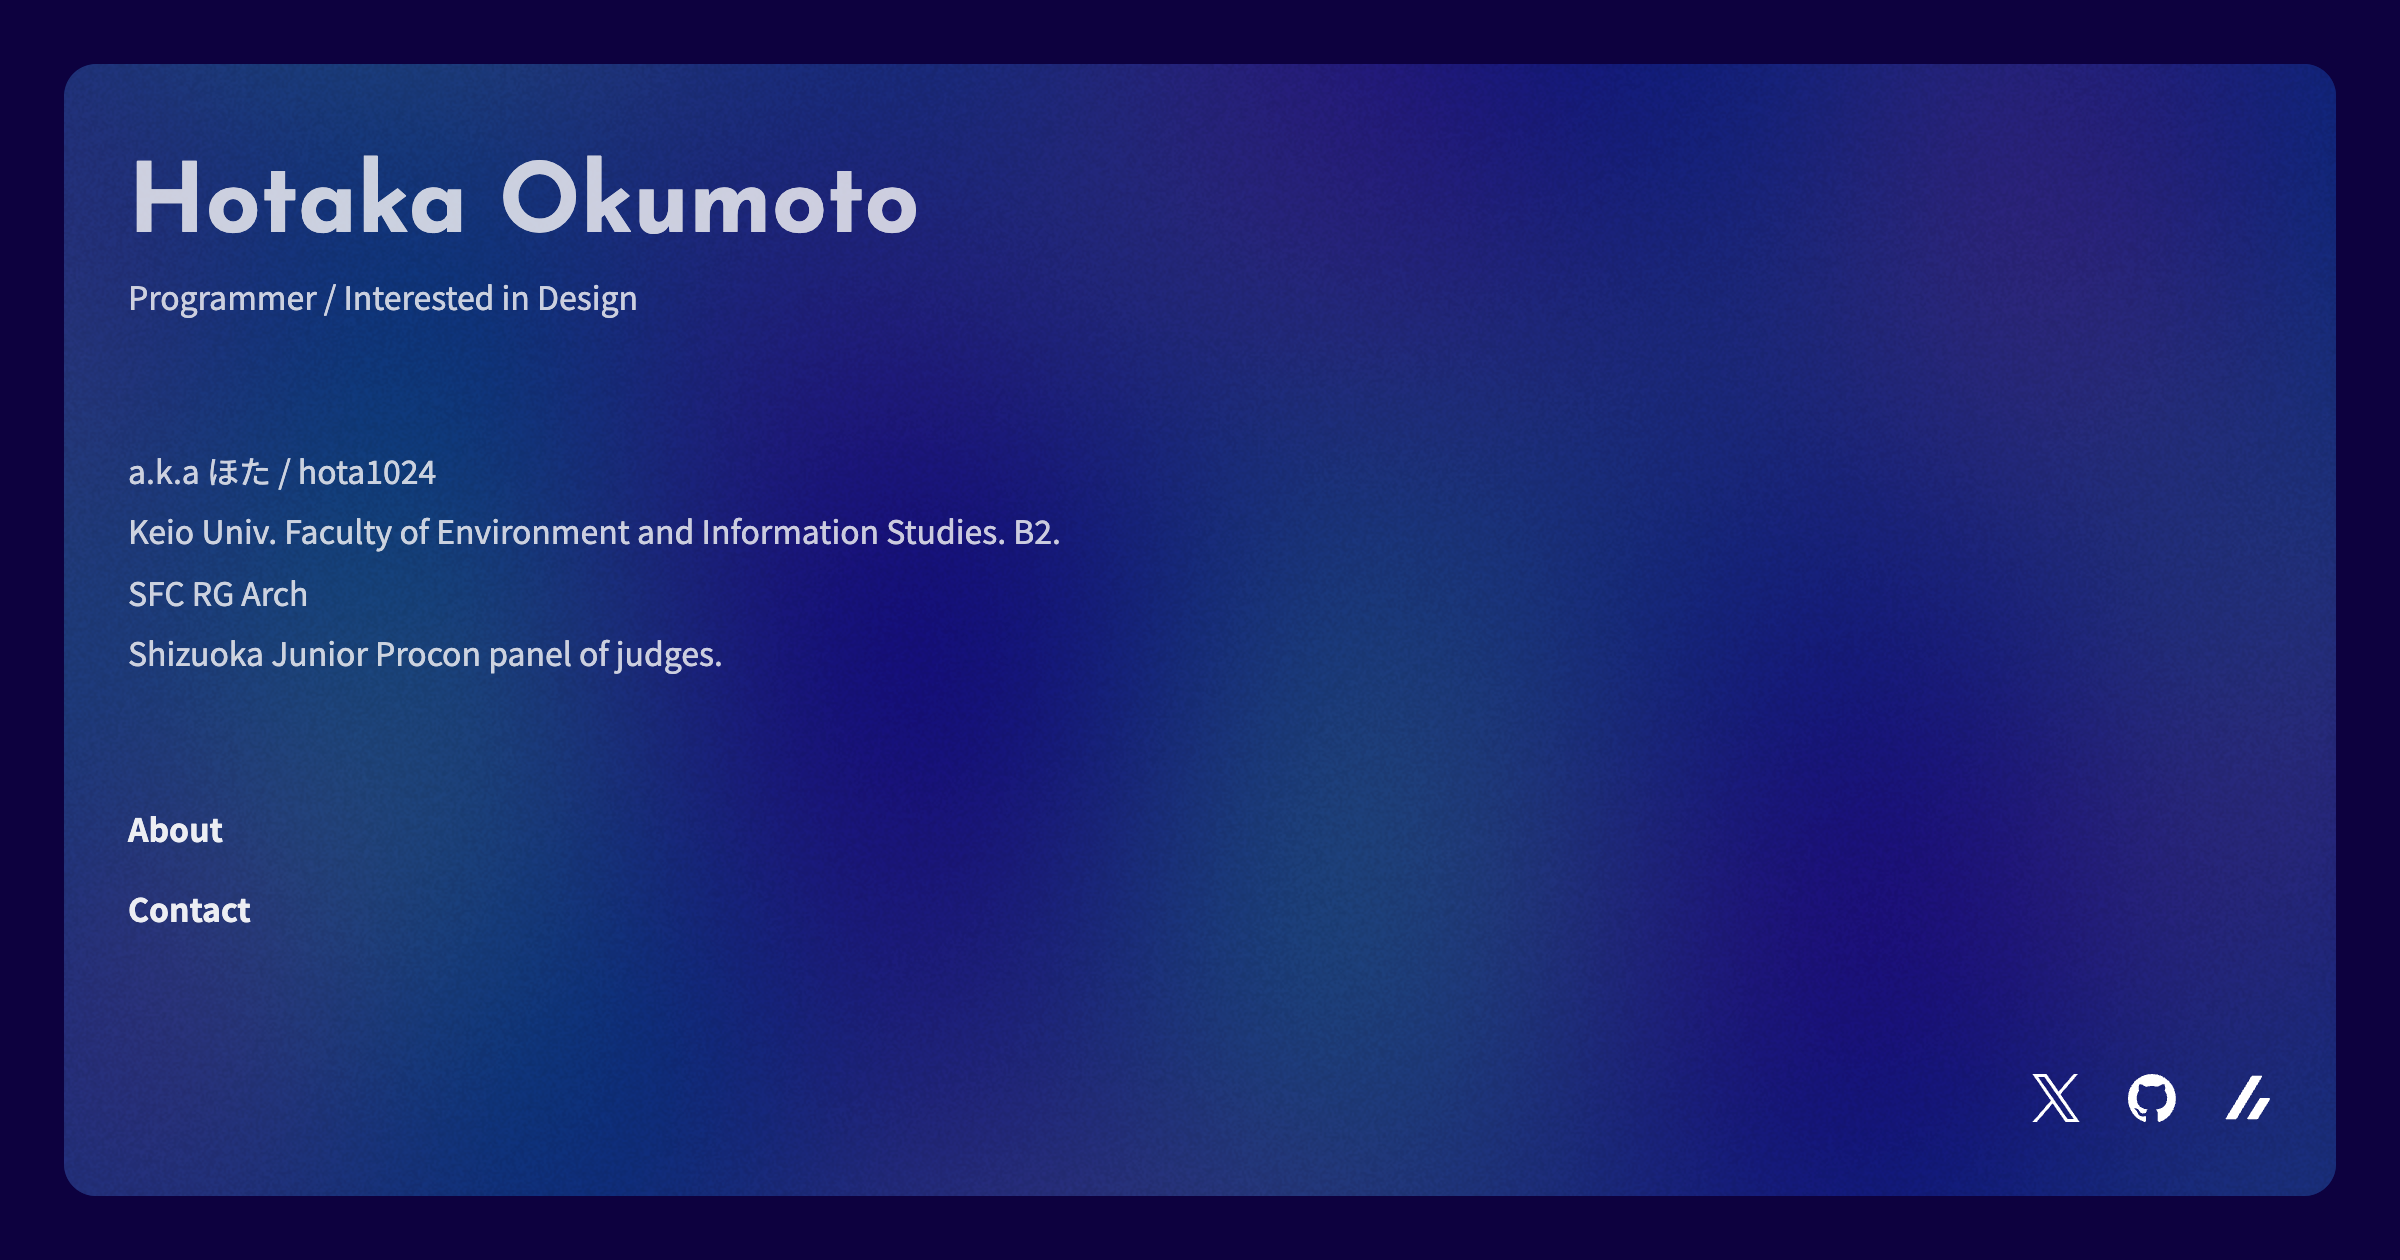 Hotaka Okumoto
Programmer / Interested in Design
a.k.a ほた / hota1024
Keio Univ. Faculty of Environment and Information Studies. B2.
SFC RG Arch
Shizuoka Junior Procon panel of judges.
About
Contact